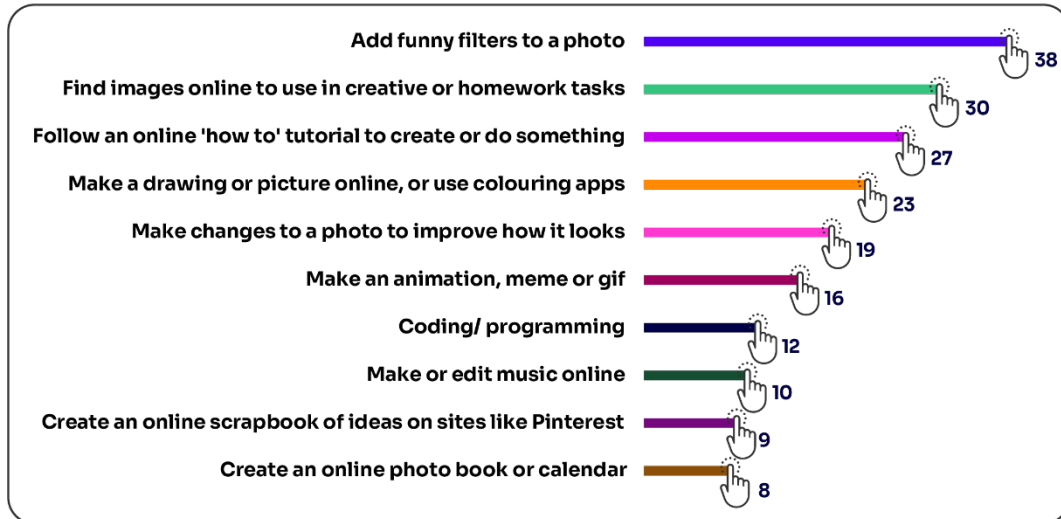 Add funny filters to a photo
38
Find images online to use in creative or homework tasks
30
Follow an online 'how to' tutorial to create or do something
27
Make a drawing or picture online, or use colouring apps
23
Make changes to a photo to improve how it looks
19
Make an animation, meme or gif
16
Coding/ programming
12
Make or edit music online
10
Create an online scrapbook of ideas on sites like Pinterest
9
Create an online photo book or calendar
8